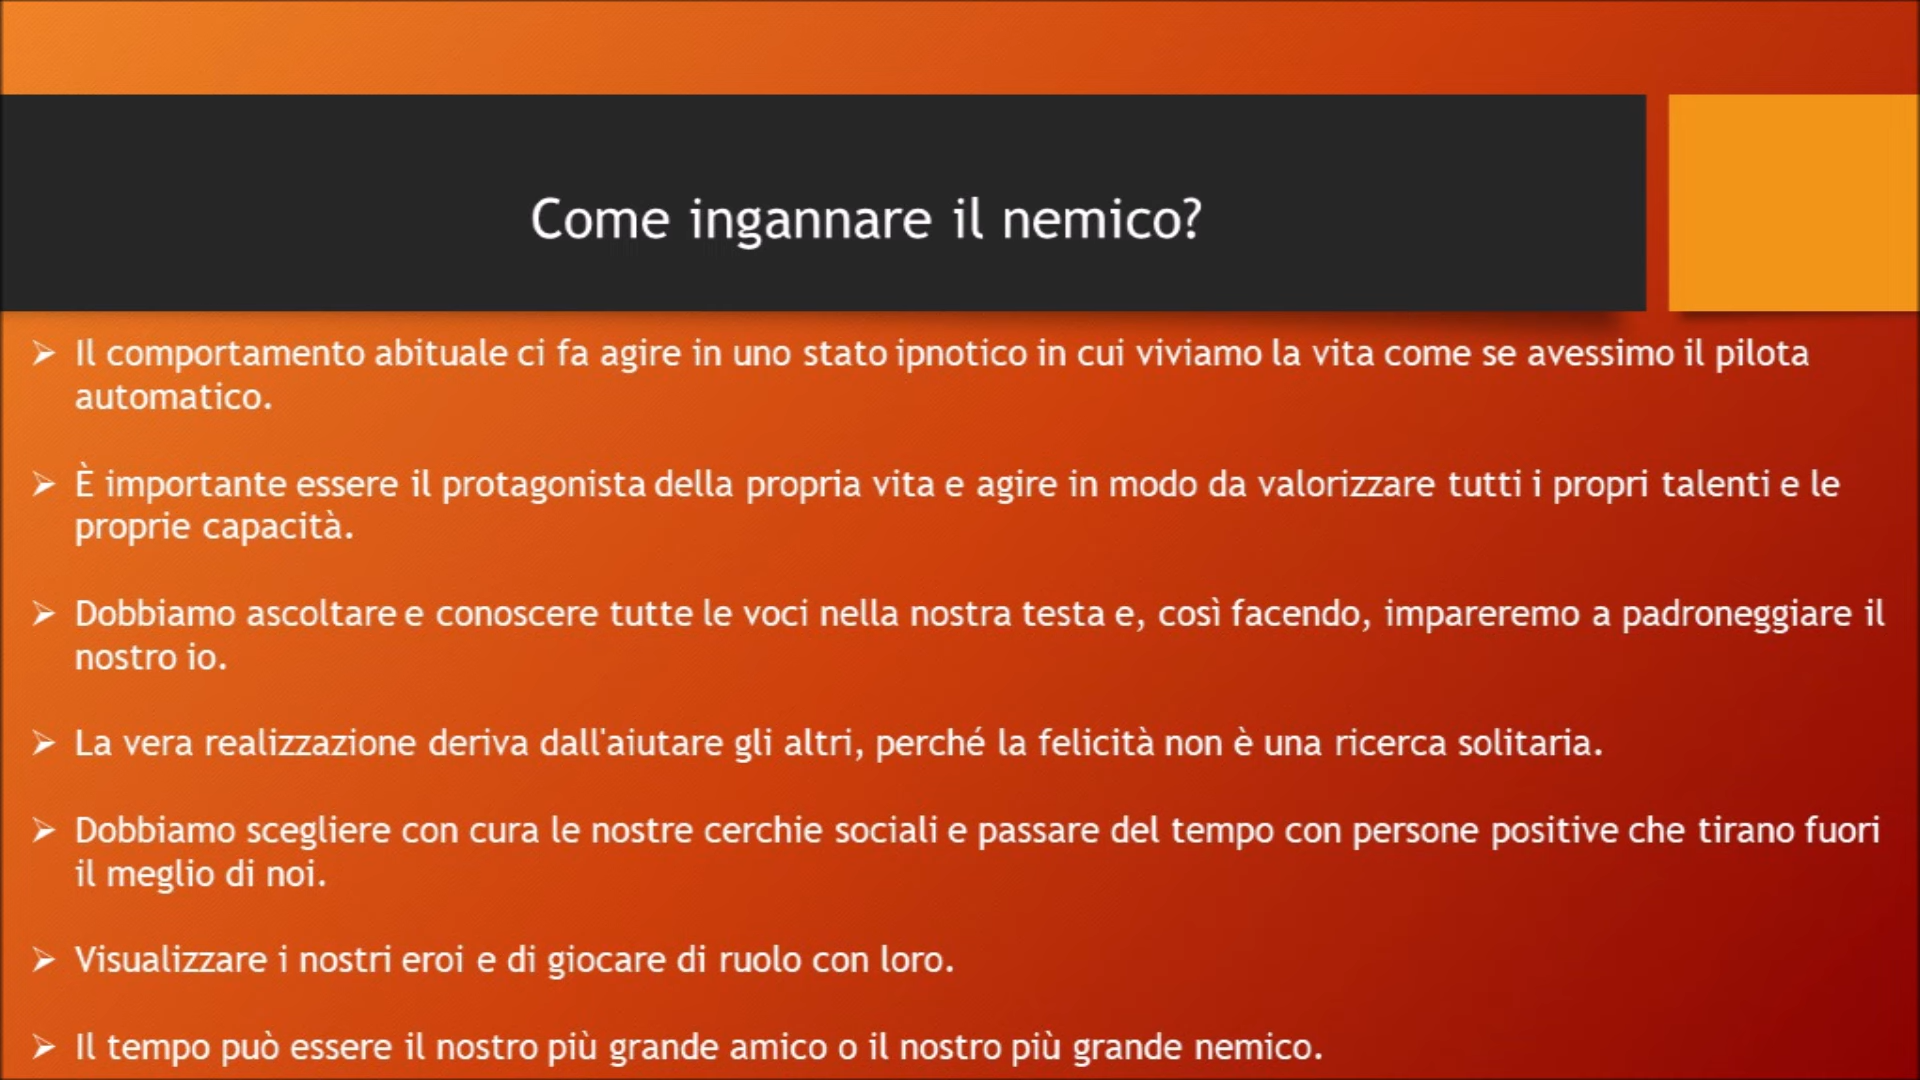 Come ingannare il nemico?
➢ Il comportamento abituale ci fa agire in uno stato ipnotico in cui viviamo la vita come se avessimo il pilota
automatico.
➢ È importante essere il protagonista della propria vita e agire in modo da valorizzare tutti i propri talenti e le
proprie capacità.
➢ Dobbiamo ascoltare e conoscere tutte le voci nella nostra testa e, così facendo, impareremo a padroneggiare il
nostro io.
➢ La vera realizzazione deriva dall'aiutare gli altri, perché la felicità non è una ricerca solitaria.
➢ Dobbiamo scegliere con cura le nostre cerchie sociali e passare del tempo con persone positive che tirano fuori
il meglio di noi.
➢ Visualizzare i nostri eroi e di giocare di ruolo con loro.
➢ Il tempo può essere il nostro più grande amico o il nostro più grande nemico.